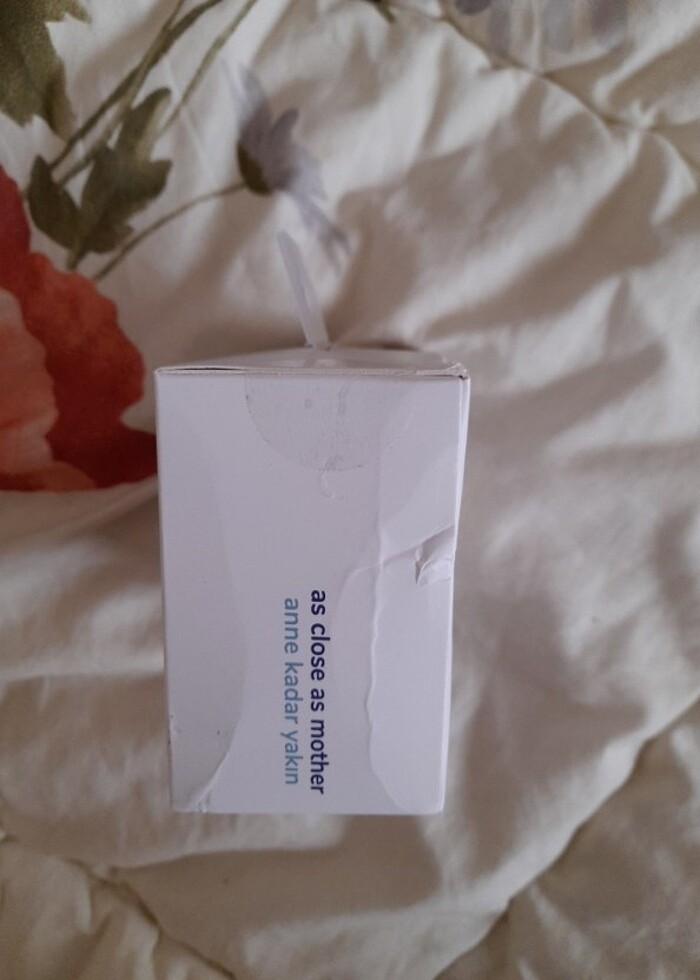 as close as mother
anne kadar yakın